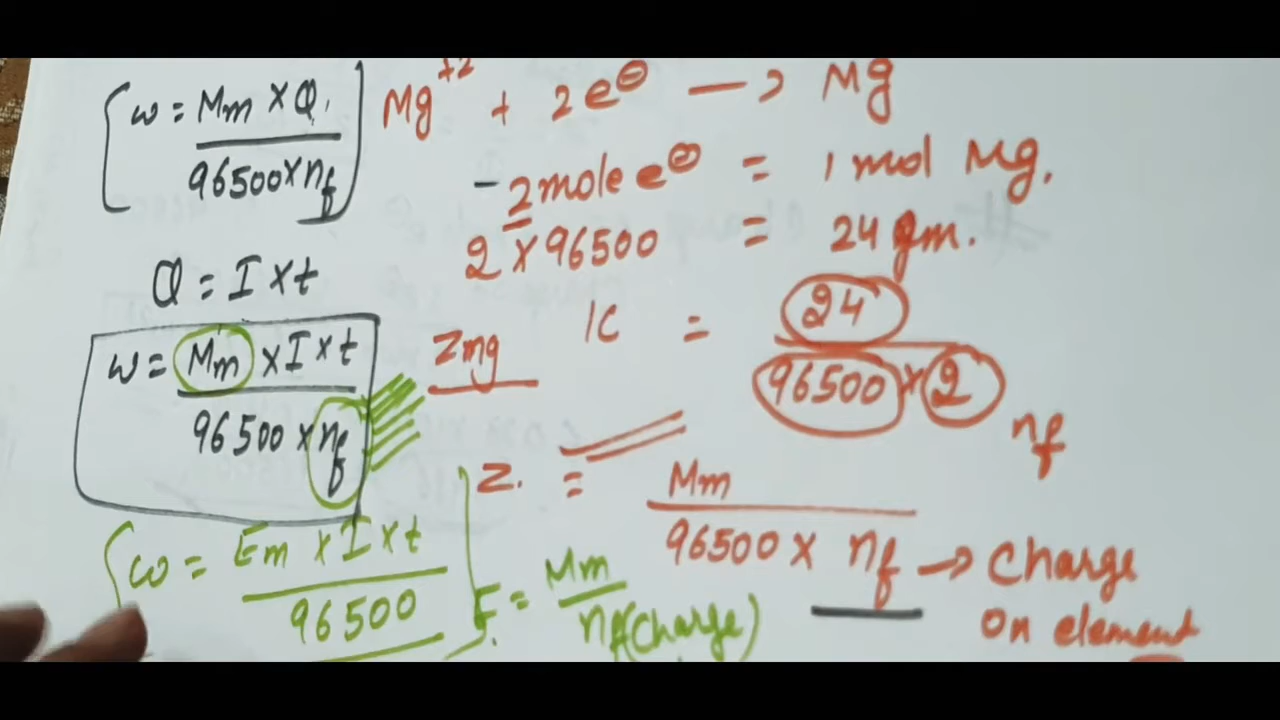 w = Mm × Q
96500 × nf
Q = I × t
w = Mm × I × t
96500 × nf
w = Em × I × t
96500
E = Mm
nf(Charge)
Mg+2 + 2e⊖ → Mg
2 mole e⊖ = 1 mol Mg.
2 × 96500 = 24 gm.
Zmg 1C = 24
96500 × 2
nf
Z. = Mm
96500 × nf → Charge
on element